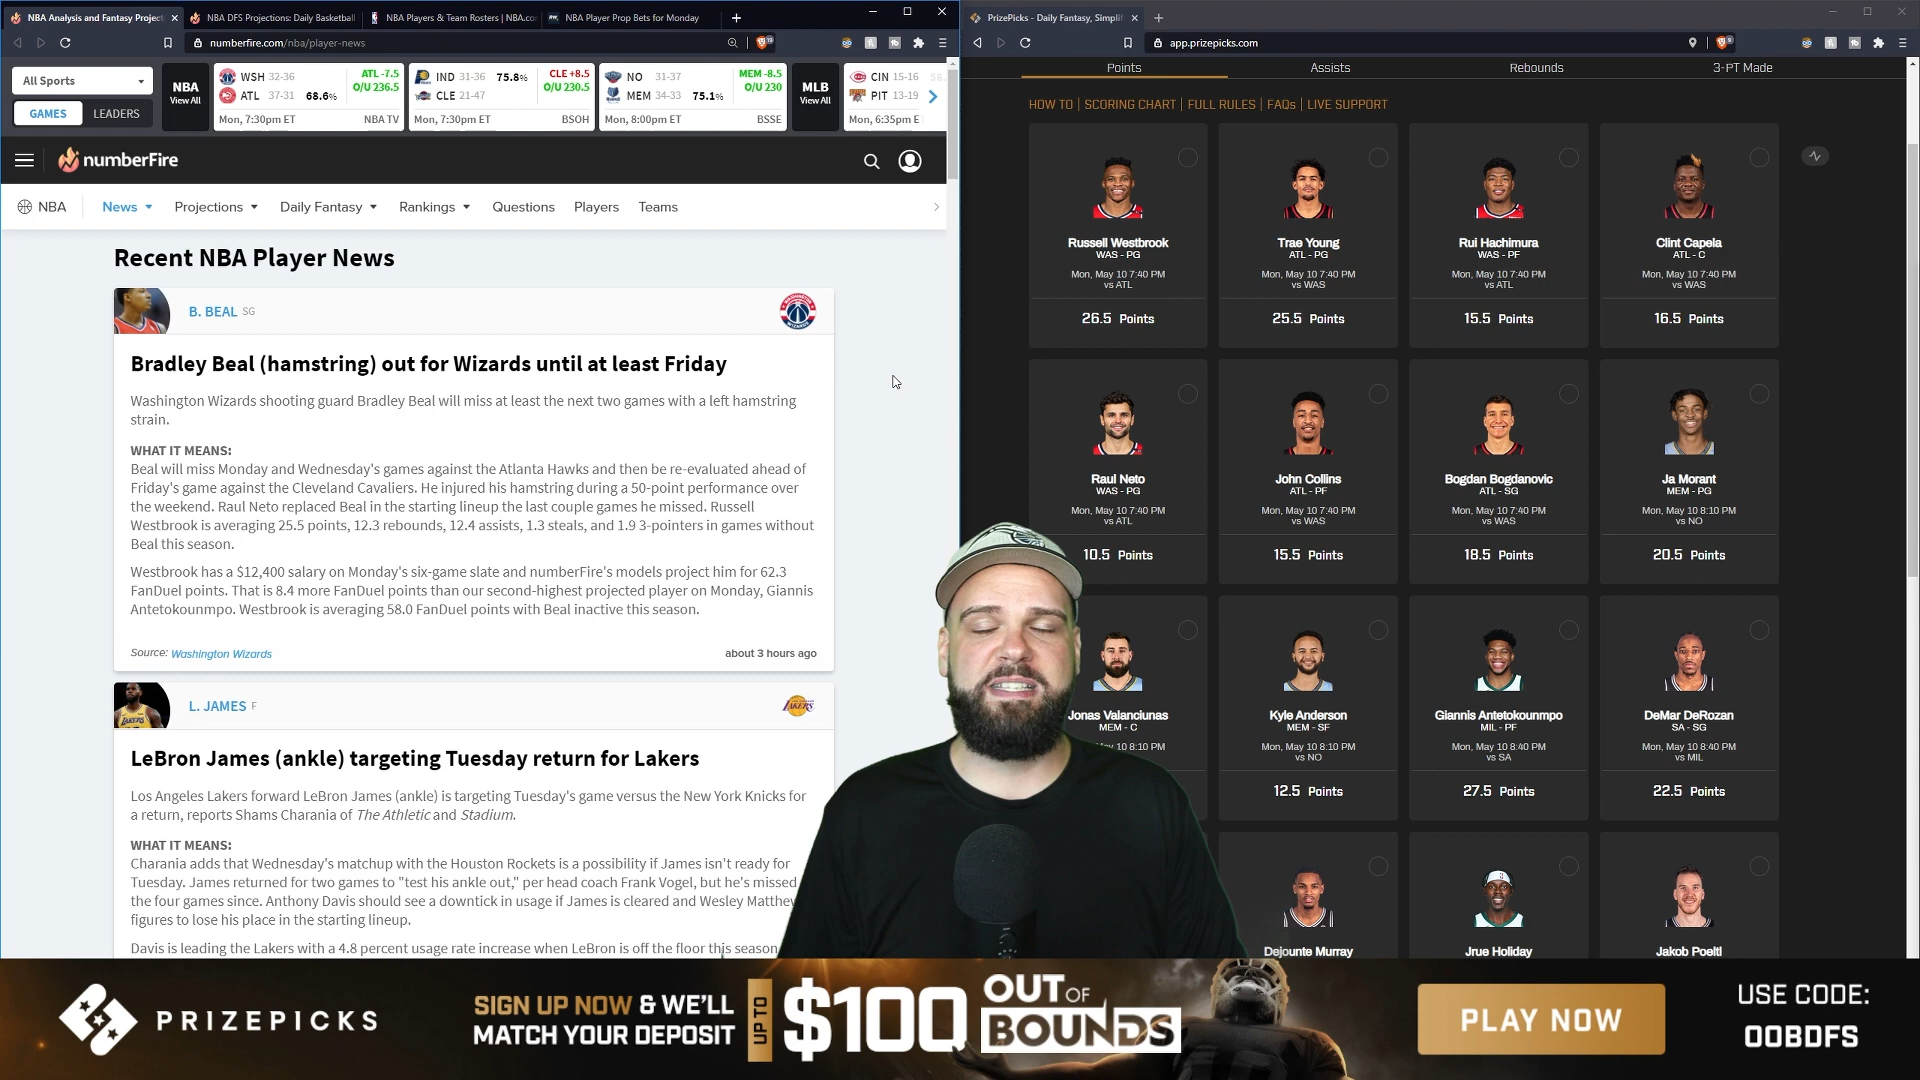 NBA Analysis and Fantasy Project
NBA DFS Projections: Daily Basketball
NBA Players & Team Rosters | NBA.co
NBA Player Prop Bets for Monday
numberfire.com/nba/player-news
All Sports
GAMES
LEADERS
NBA
View All
WSH 32-36
ATL 37-31 68.6%
ATL -7.5
O/U 236.5
Mon, 7:30pm ET
NBA TV
IND 31-36 75.8%
CLE 21-47
CLE +8.5
O/U 230.5
Mon, 7:30pm ET
BSOH
NO 31-37
MEM 34-33 75.1%
MEM -8.5
O/U 230
Mon, 8:00pm ET
BSSE
MLB
View All
CIN 15-16
PIT 13-19
Mon, 6:35pm E
numberFire
NBA
News
Projections
Daily Fantasy
Rankings
Questions
Players
Teams
Recent NBA Player News
B. BEAL SG
Bradley Beal (hamstring) out for Wizards until at least Friday
Washington Wizards shooting guard Bradley Beal will miss at least the next two games with a left hamstring
strain.
WHAT IT MEANS:
Beal will miss Monday and Wednesday's games against the Atlanta Hawks and then be re-evaluated ahead of
Friday's game against the Cleveland Cavaliers. He injured his hamstring during a 50-point performance over
the weekend. Raul Neto replaced Beal in the starting lineup the last couple games he missed. Russell
Westbrook is averaging 25.5 points, 12.3 rebounds, 12.4 assists, 1.3 steals, and 1.9 3-pointers in games without
Beal this season.
Westbrook has a $12,400 salary on Monday's six-game slate and numberFire's models project him for 62.3
FanDuel points. That is 8.4 more FanDuel points than our second-highest projected player on Monday, Giannis
Antetokounmpo. Westbrook is averaging 58.0 FanDuel points with Beal inactive this season.
Source: Washington Wizards
about 3 hours ago
L. JAMES F
LAKERS
LeBron James (ankle) targeting Tuesday return for Lakers
Los Angeles Lakers forward LeBron James (ankle) is targeting Tuesday's game versus the New York Knicks for
a return, reports Shams Charania of The Athletic and Stadium.
WHAT IT MEANS:
Charania adds that Wednesday's matchup with the Houston Rockets is a possibility if James isn't ready for
Tuesday. James returned for two games to "test his ankle out," per head coach Frank Vogel, but he's missed
the four games since. Anthony Davis should see a downtick in usage if James is cleared and Wesley Matthew
figures to lose his place in the starting lineup.
Davis is leading the Lakers with a 4.8 percent usage rate increase when LeBron is off the floor this season
PrizePicks - Daily Fantasy, Simplif
app.prizepicks.com
Points
Assists
Rebounds
3-PT Made
HOW TO | SCORING CHART | FULL RULES | FAQs | LIVE SUPPORT
Russell Westbrook
WAS - PG
Mon, May 10 7:40 PM
vs ATL
26.5 Points
Trae Young
ATL - PG
Mon, May 10 7:40 PM
vs WAS
25.5 Points
Rui Hachimura
WAS - PF
Mon, May 10 7:40 PM
vs ATL
15.5 Points
Clint Capela
ATL - C
Mon, May 10 7:40 PM
vs WAS
16.5 Points
Raul Neto
WAS - PG
Mon, May 10 7:40 PM
vs ATL
10.5 Points
John Collins
ATL - PF
Mon, May 10 7:40 PM
vs WAS
15.5 Points
Bogdan Bogdanovic
ATL - SG
Mon, May 10 7:40 PM
vs WAS
18.5 Points
Ja Morant
MEM - PG
Mon, May 10 8:10 PM
vs NO
20.5 Points
Jonas Valanciunas
MEM - C
May 10 8:10 PM
Kyle Anderson
MEM - SF
Mon, May 10 8:10 PM
vs NO
12.5 Points
Giannis Antetokounmpo
MIL - PF
Mon, May 10 8:40 PM
vs SA
27.5 Points
DeMar DeRozan
SA - SG
Mon, May 10 8:40 PM
vs MIL
22.5 Points
Dejounte Murray
Jrue Holiday
Jakob Poeltl
PRIZEPICKS
SIGN UP NOW & WE'LL
MATCH YOUR DEPOSIT
UP TO
$100
OUT OF
BOUNDS
PLAY NOW
USE CODE:
OOBDFS